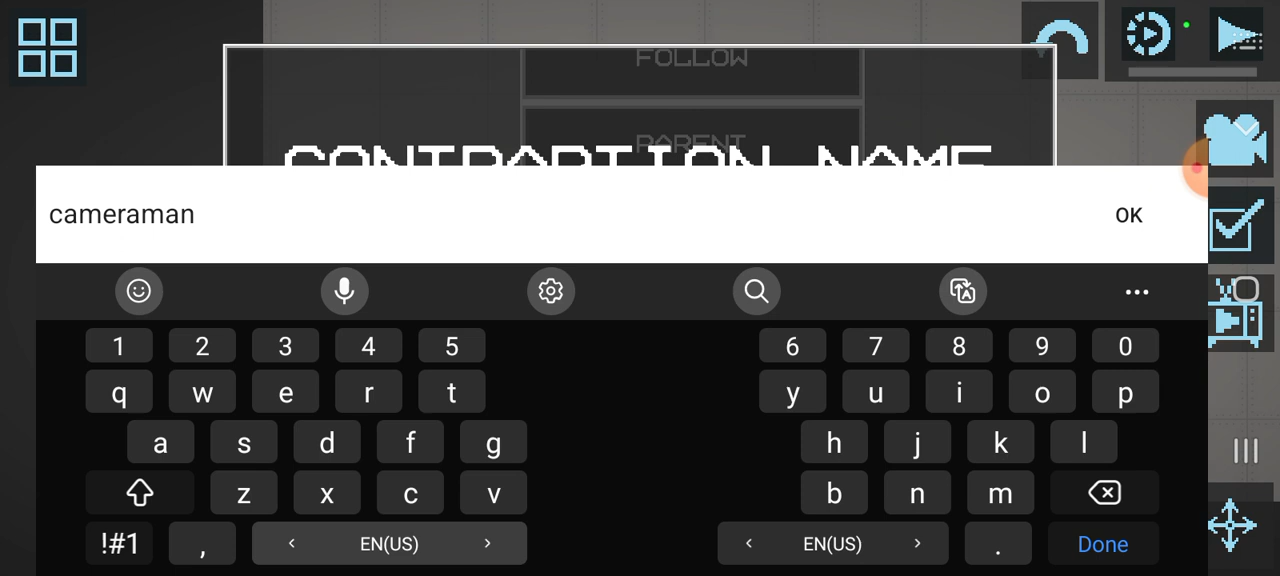 FOLLOW
PARENT
CONTRAPTION NAME
cameraman
OK
1 2 3 4 5 6 7 8 9 0
q w e r t y u i o p
a s d f g h j k l
z x c v b n m
!#1 , < EN(US) > < EN(US) > . Done